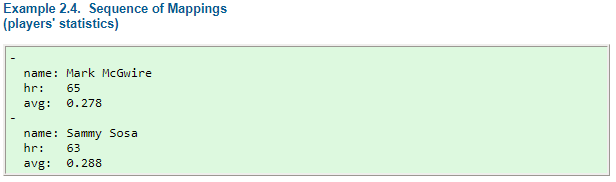 Example 2.4. Sequence of Mappings
(players' statistics)
-
  name: Mark McGwire
  hr:   65
  avg:  0.278
-
  name: Sammy Sosa
  hr:   63
  avg:  0.288